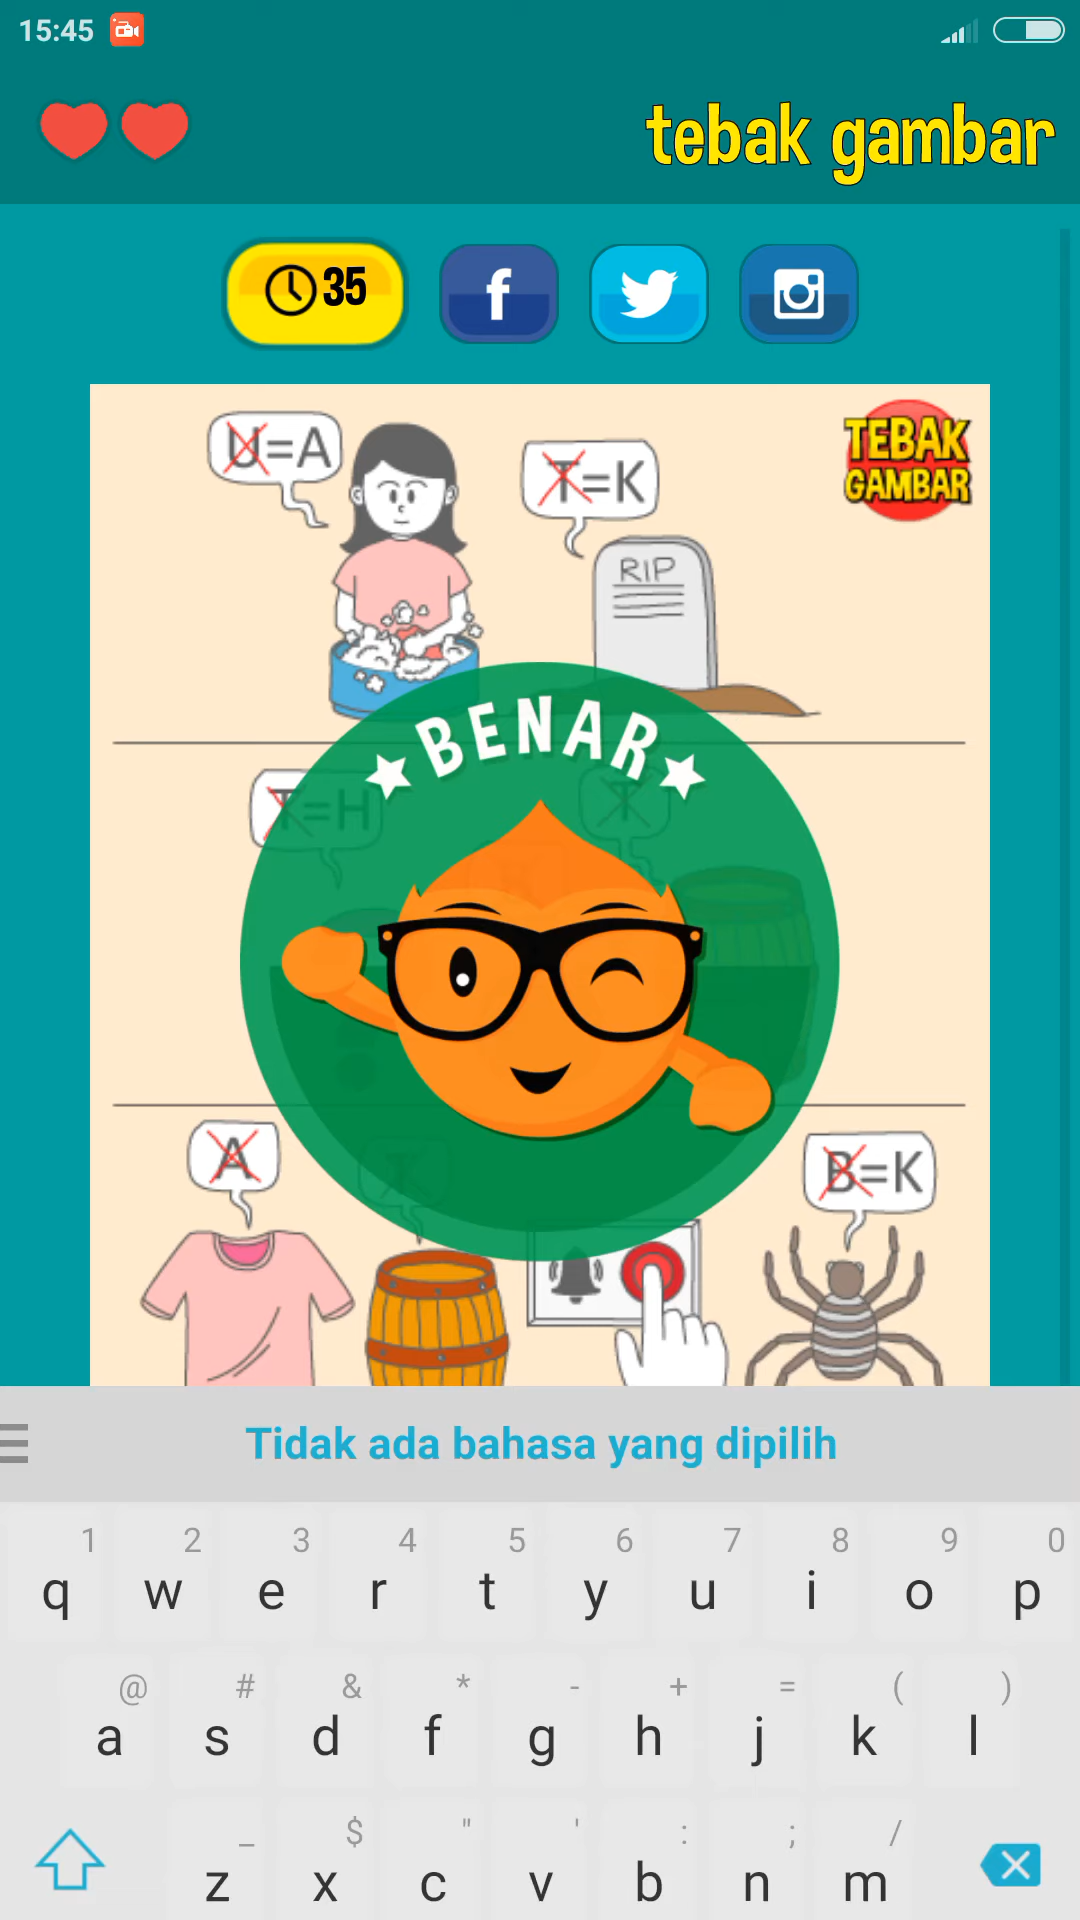 15:45
tebak gambar
35
f
U=A
T=K
TEBAK
GAMBAR
RIP
BENAR
T=H
T
A
B=K
Tidak ada bahasa yang dipilih
1 2 3 4 5 6 7 8 9 0
q w e r t y u i o p
@ # & * - + = ( )
a s d f g h j k l
_ $ " ' : ; /
z x c v b n m